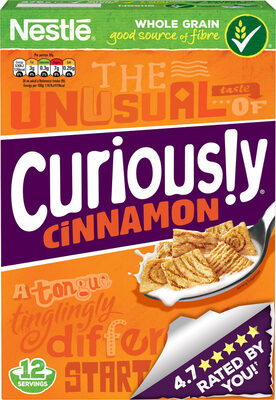 Nestlé
WHOLE GRAIN
good source of fibre
THE
UNUSUAL
taste
...OF
Curiously
CiNNAMON
A tongue
tinglingly
differ
START
12
SERVINGS
4.7
RATED BY
YOU!